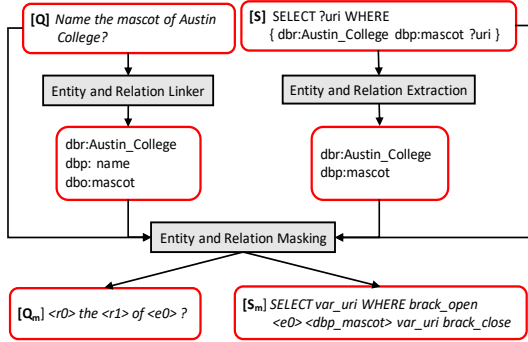 [Q] Name the mascot of Austin
College?
[S] SELECT ?uri WHERE
{ dbr:Austin_College dbp:mascot ?uri }
Entity and Relation Linker
Entity and Relation Extraction
dbr:Austin_College
dbp: name
dbo:mascot
dbr:Austin_College
dbp:mascot
Entity and Relation Masking
[Qm] <r0> the <r1> of <e0> ?
[Sm] SELECT var_uri WHERE brack_open
<e0> <dbp_mascot> var_uri brack_close